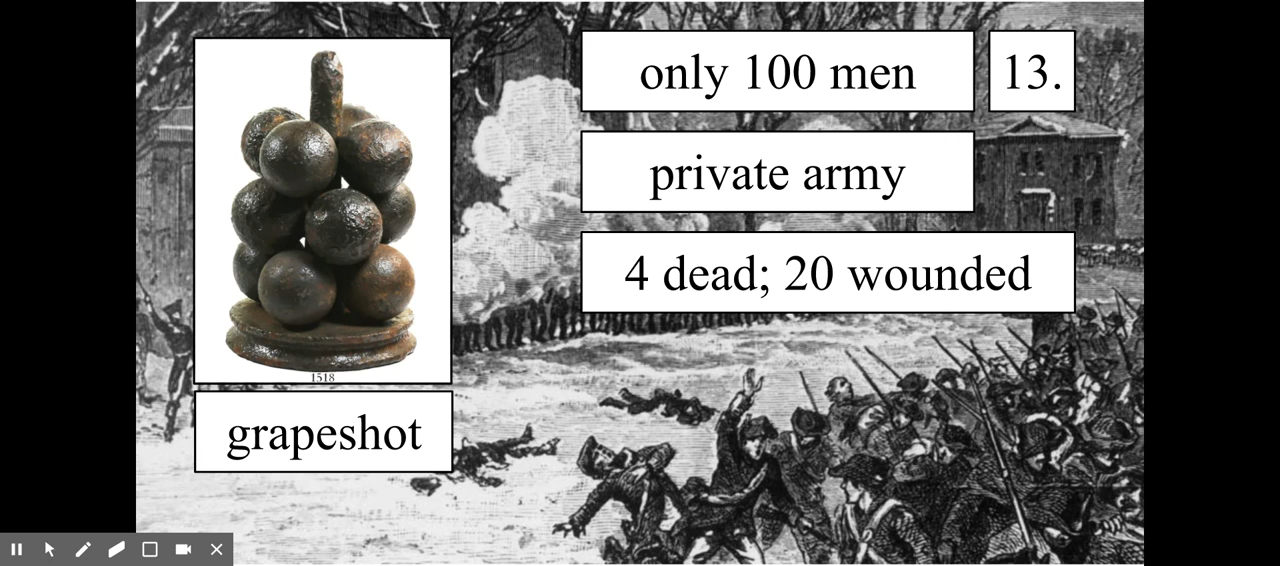 only 100 men
13.
private army
4 dead; 20 wounded
1518
grapeshot